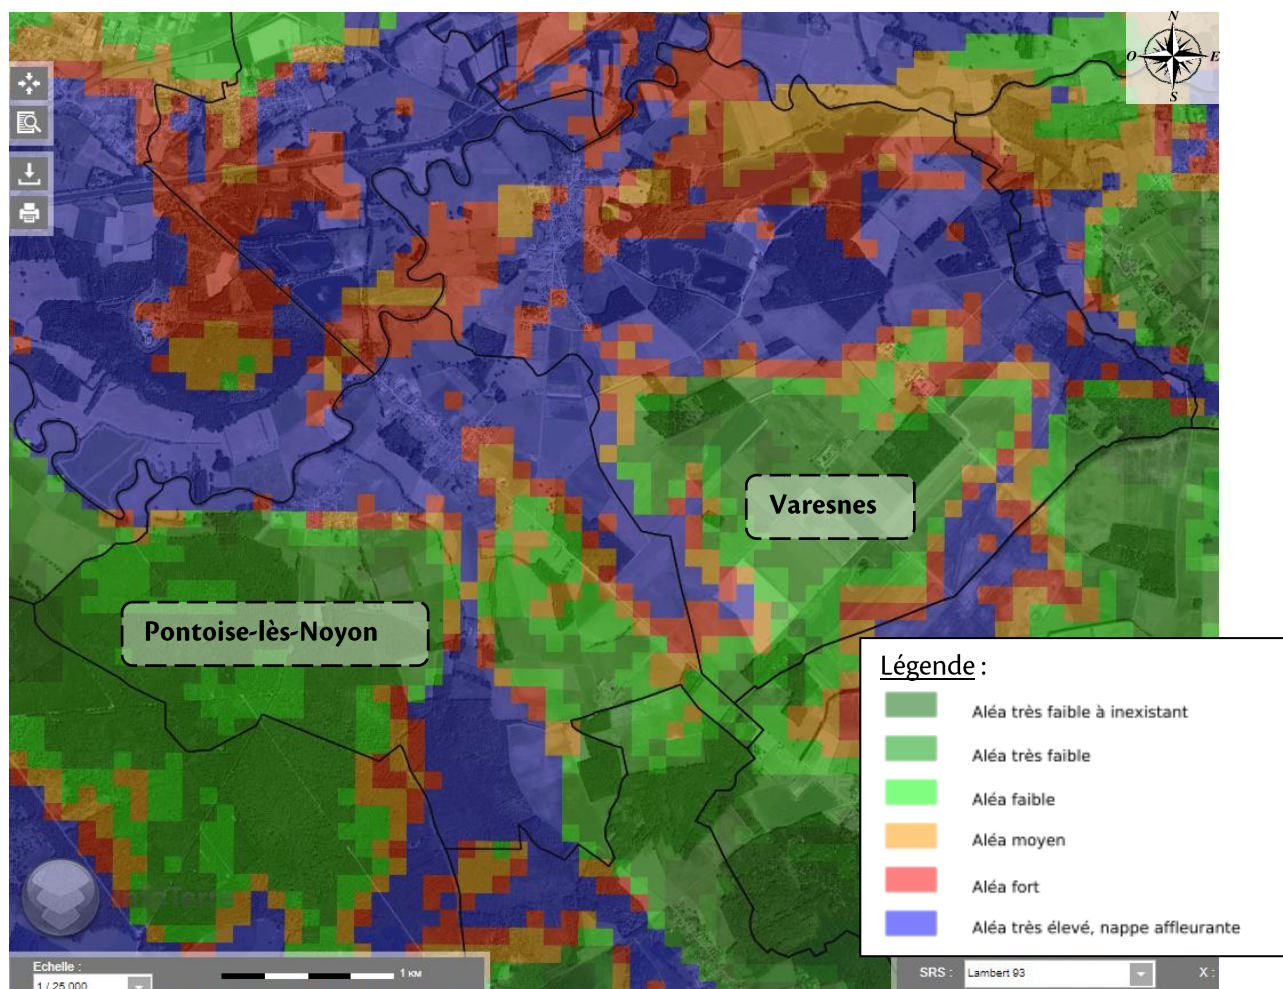 N
O
E
S
Varesnes
Pontoise-lès-Noyon
Légende :
Aléa très faible à inexistant
Aléa très faible
Aléa faible
Aléa moyen
Aléa fort
Aléa très élevé, nappe affleurante
Echelle :
1 / 25 000
1 KM
SRS :
Lambert 93
X :